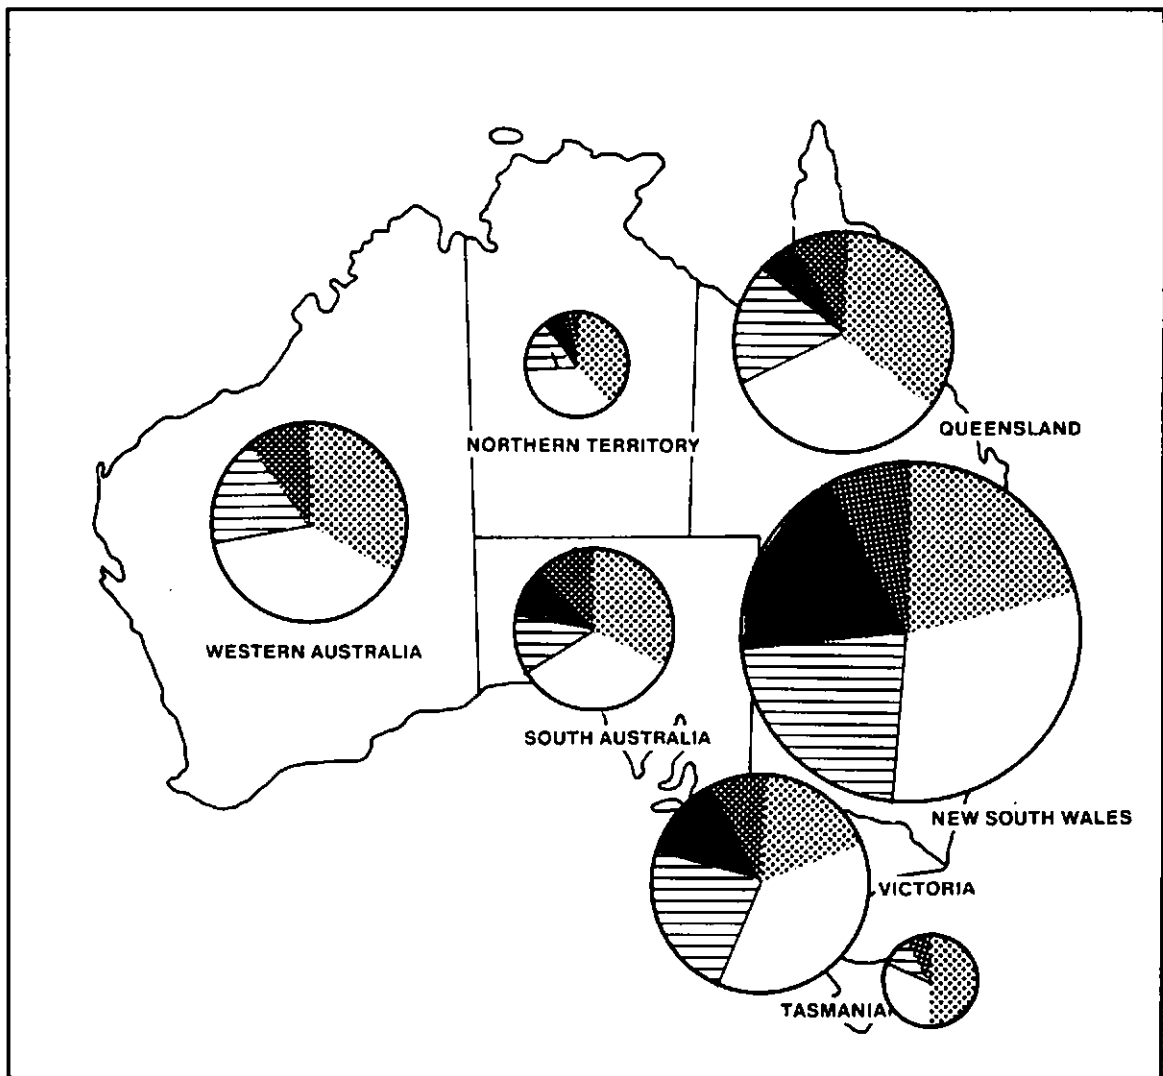 QUEENSLAND
NORTHERN TERRITORY
WESTERN AUSTRALIA
SOUTH AUSTRALIA
NEW SOUTH WALES
VICTORIA
TASMANIA